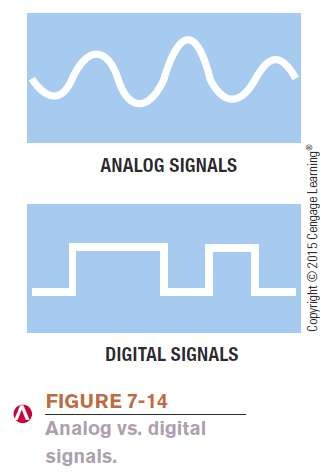 ANALOG SIGNALS
DIGITAL SIGNALS
Copyright © 2015 Cengage Learning®
FIGURE 7-14
Analog vs. digital
signals.